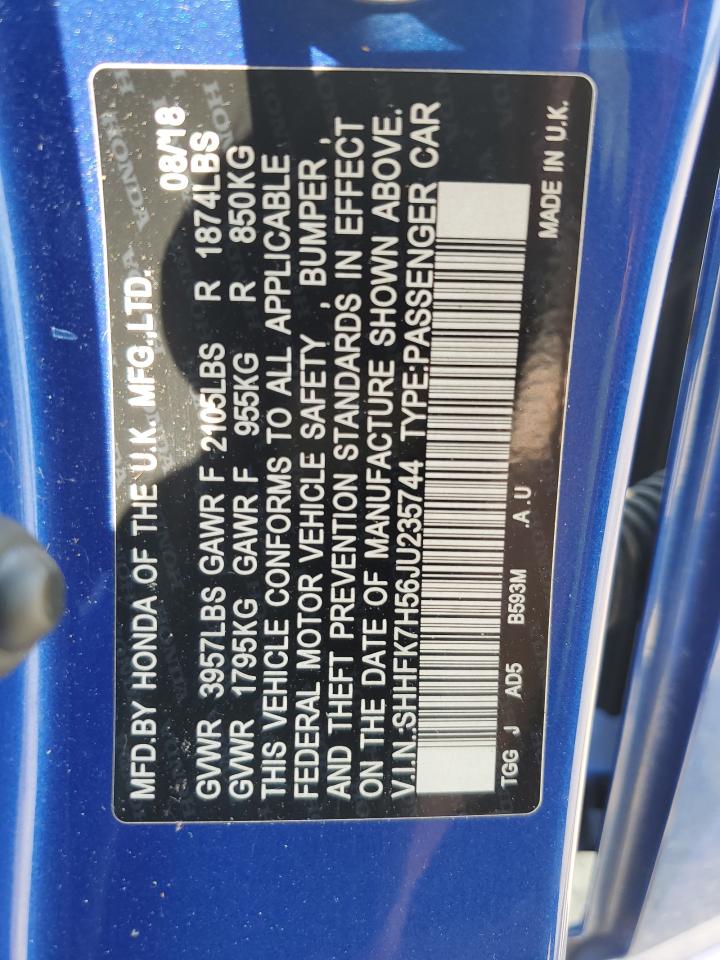 MFD.BY HONDA OF THE U.K. MFG.,LTD. 08/18
GVWR 3957LBS GAWR F 2105LBS R 1874LBS
GVWR 1795KG GAWR F 955KG R 850KG
THIS VEHICLE CONFORMS TO ALL APPLICABLE
FEDERAL MOTOR VEHICLE SAFETY , BUMPER ,
AND THEFT PREVENTION STANDARDS IN EFFECT
ON THE DATE OF MANUFACTURE SHOWN ABOVE.
V.I.N.:SHHFK7H56JU235744 TYPE:PASSENGER CAR
TGG J AD5 B593M .A.U
MADE IN U.K.